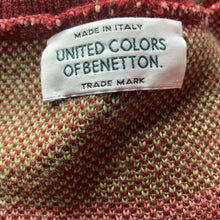 MADE IN ITALY
UNITED COLORS
OF BENETTON.
TRADE MARK